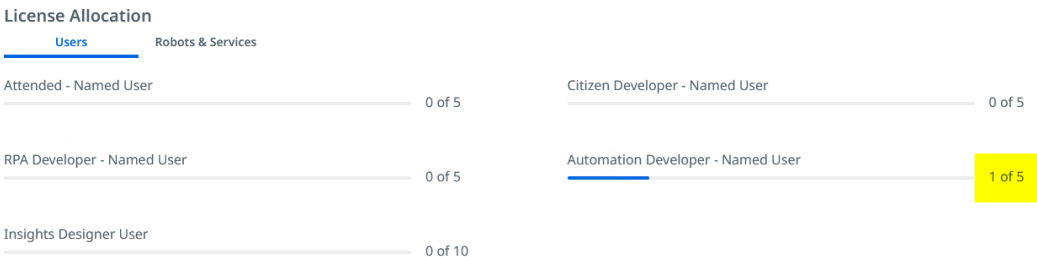 License Allocation
Users Robots & Services
Attended - Named User
0 of 5
Citizen Developer - Named User
0 of 5
RPA Developer - Named User
0 of 5
Automation Developer - Named User
1 of 5
Insights Designer User
0 of 10